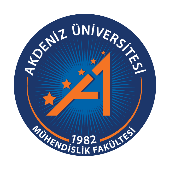 AKDENİZ ÜNİVERSİTESİ
1982
MÜHENDİSLİK FAKÜLTESİ